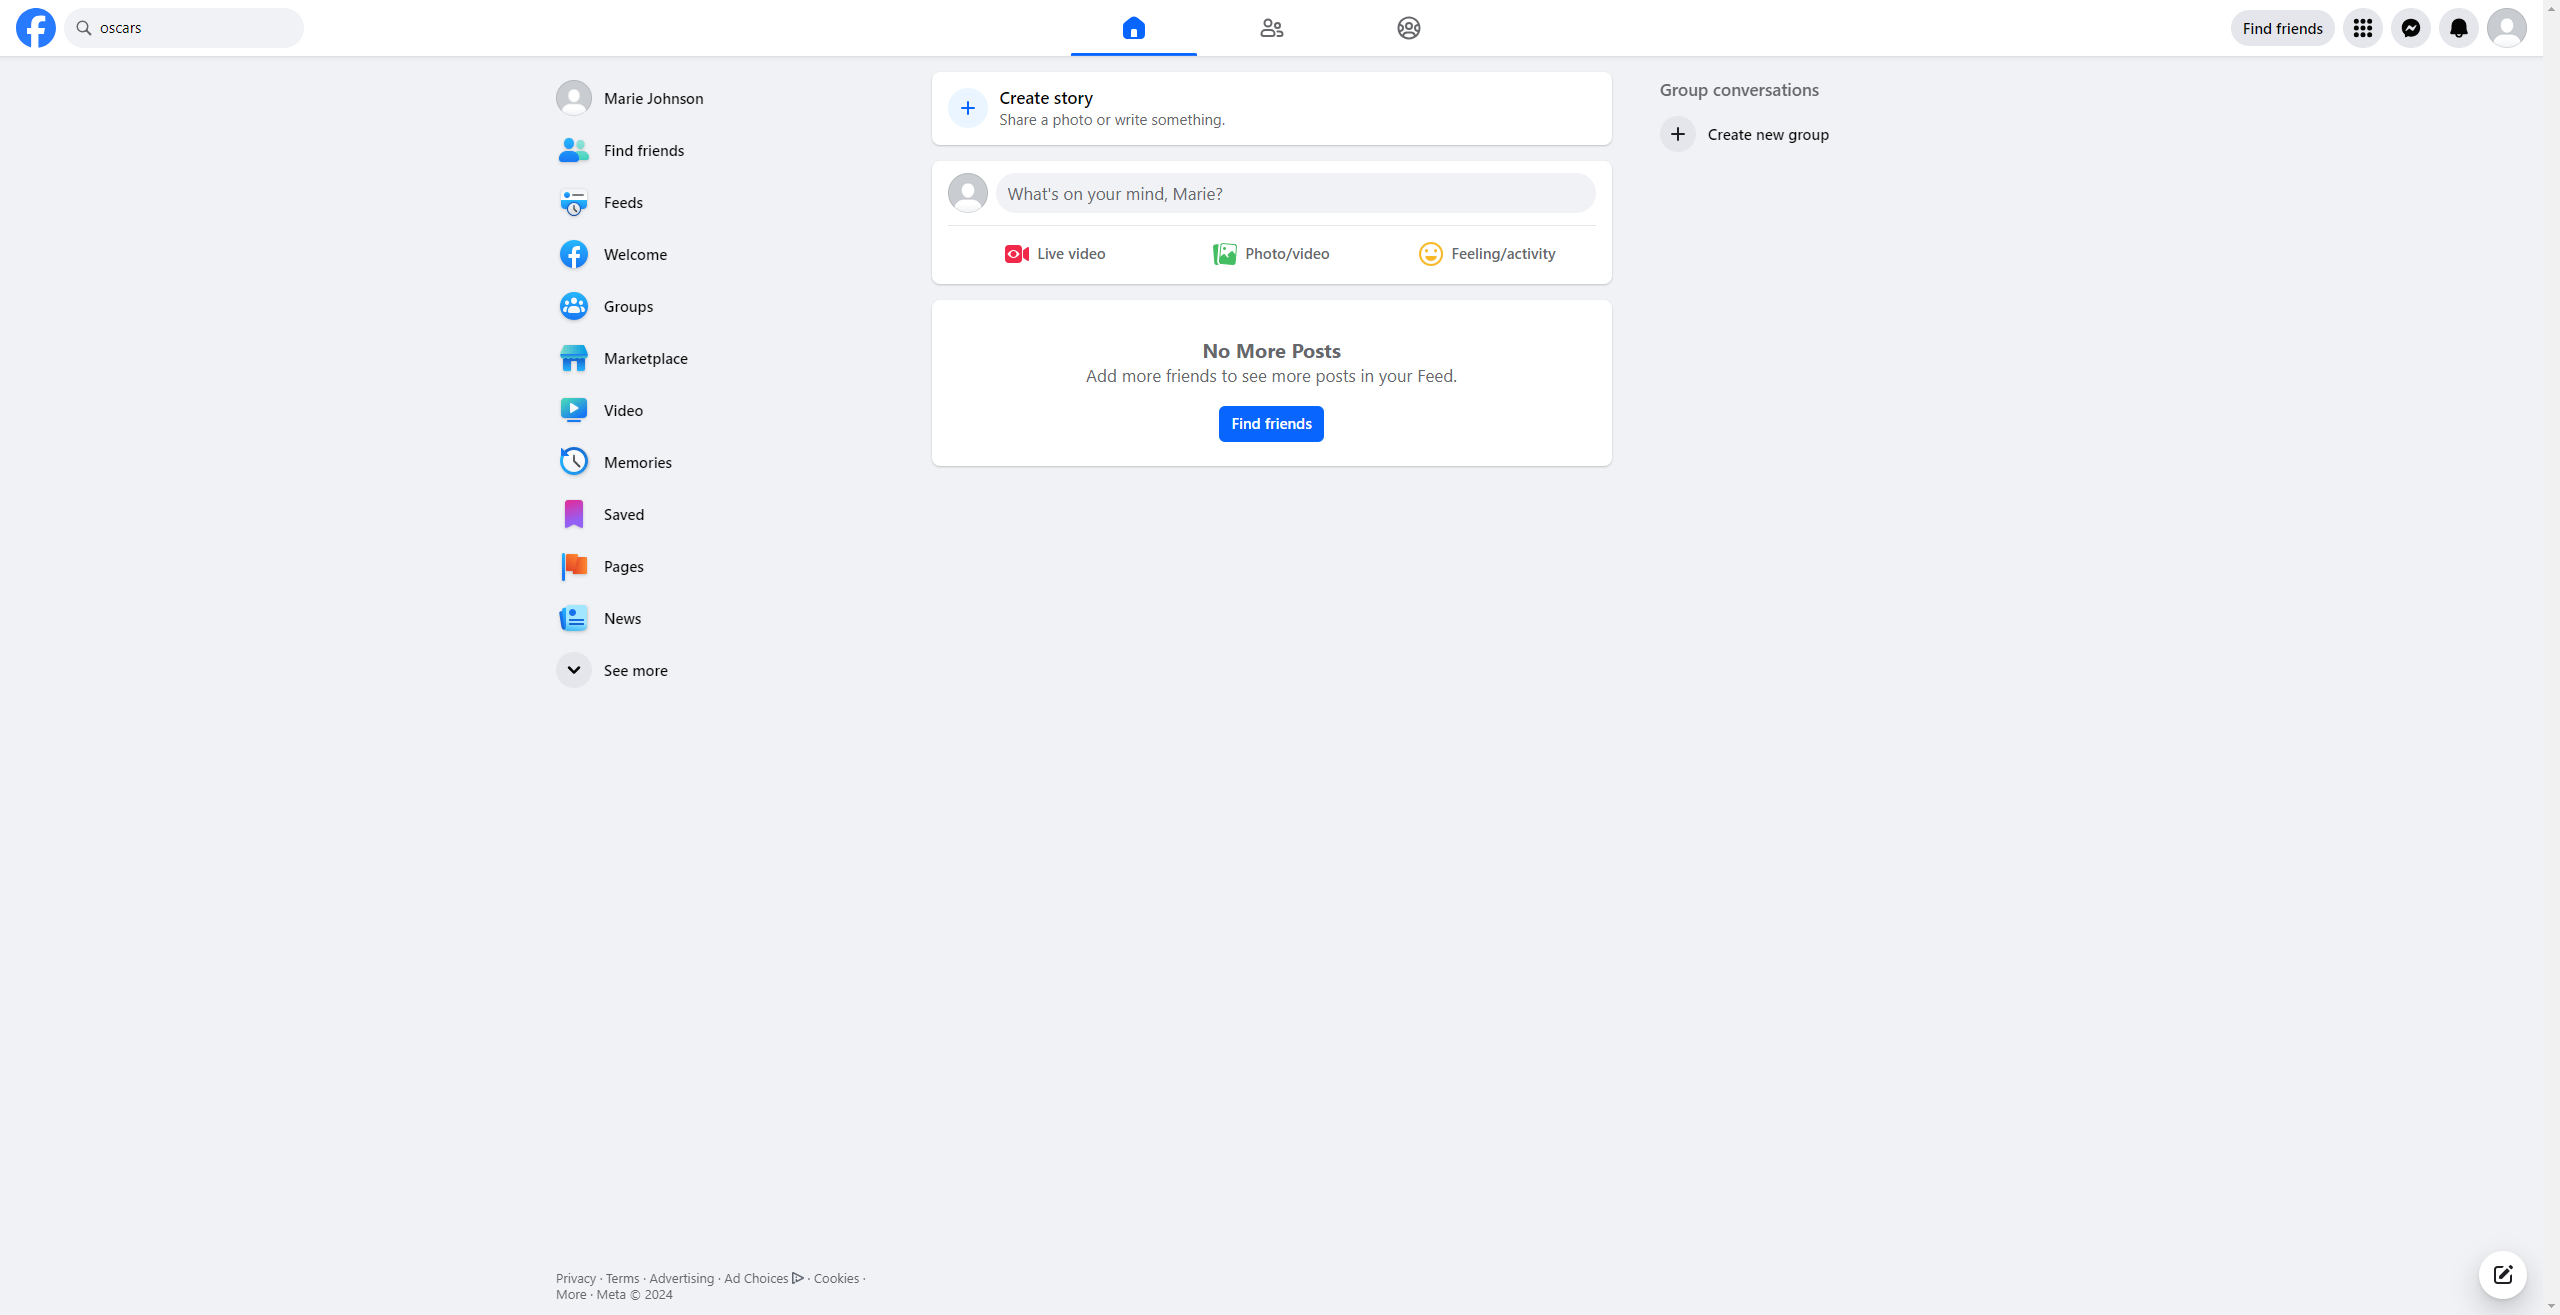 oscars
Find friends
Marie Johnson
Find friends
Feeds
Welcome
Groups
Marketplace
Video
Memories
Saved
Pages
News
See more
Privacy · Terms · Advertising · Ad Choices · Cookies ·
More · Meta © 2024
Create story
Share a photo or write something.
What's on your mind, Marie?
Live video
Photo/video
Feeling/activity
No More Posts
Add more friends to see more posts in your Feed.
Find friends
Group conversations
Create new group